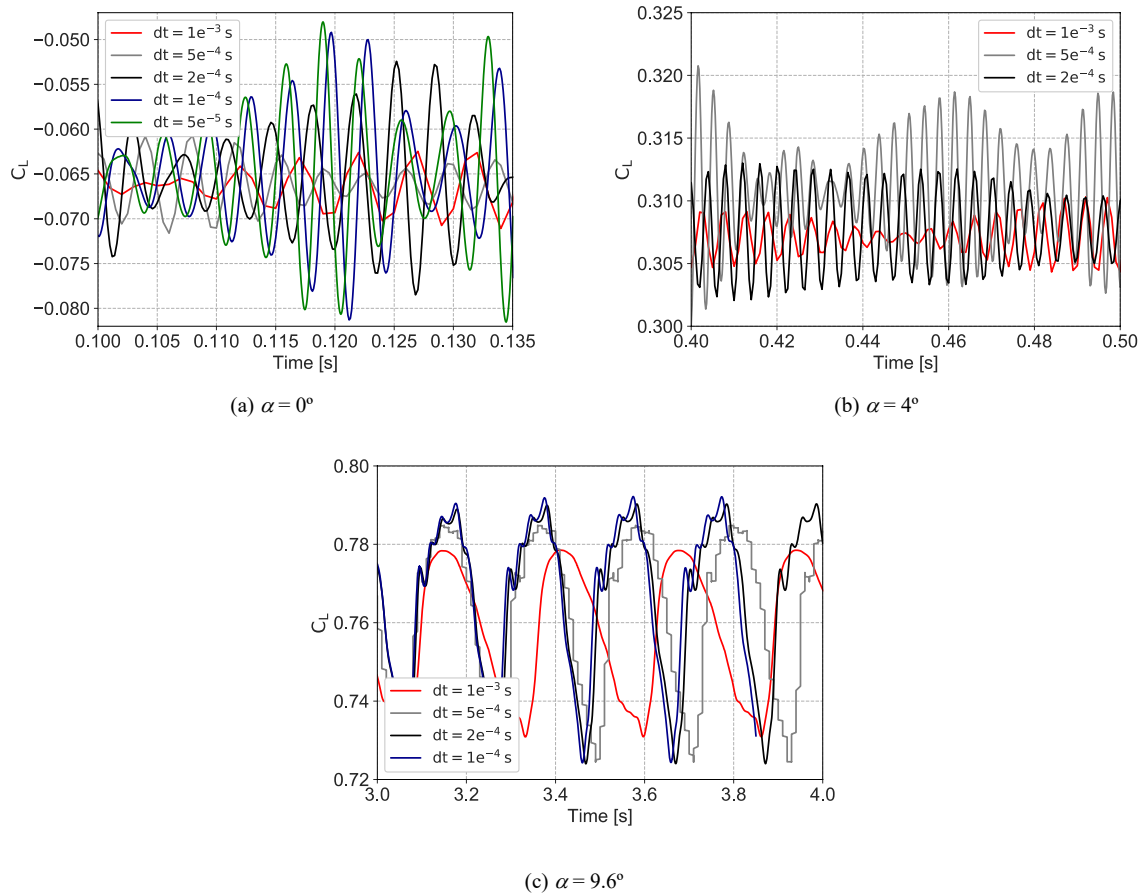 −0.050
−0.055
−0.060
−0.065
−0.070
−0.075
−0.080
C_L
dt = 1e⁻³ s
dt = 5e⁻⁴ s
dt = 2e⁻⁴ s
dt = 1e⁻⁴ s
dt = 5e⁻⁵ s
0.100 0.105 0.110 0.115 0.120 0.125 0.130 0.135
Time [s]
(a) α = 0º
0.325
0.320
0.315
0.310
0.305
0.300
C_L
dt = 1e⁻³ s
dt = 5e⁻⁴ s
dt = 2e⁻⁴ s
0.40 0.42 0.44 0.46 0.48 0.50
Time [s]
(b) α = 4º
0.80
0.78
0.76
0.74
0.72
C_L
dt = 1e⁻³ s
dt = 5e⁻⁴ s
dt = 2e⁻⁴ s
dt = 1e⁻⁴ s
3.0 3.2 3.4 3.6 3.8 4.0
Time [s]
(c) α = 9.6º